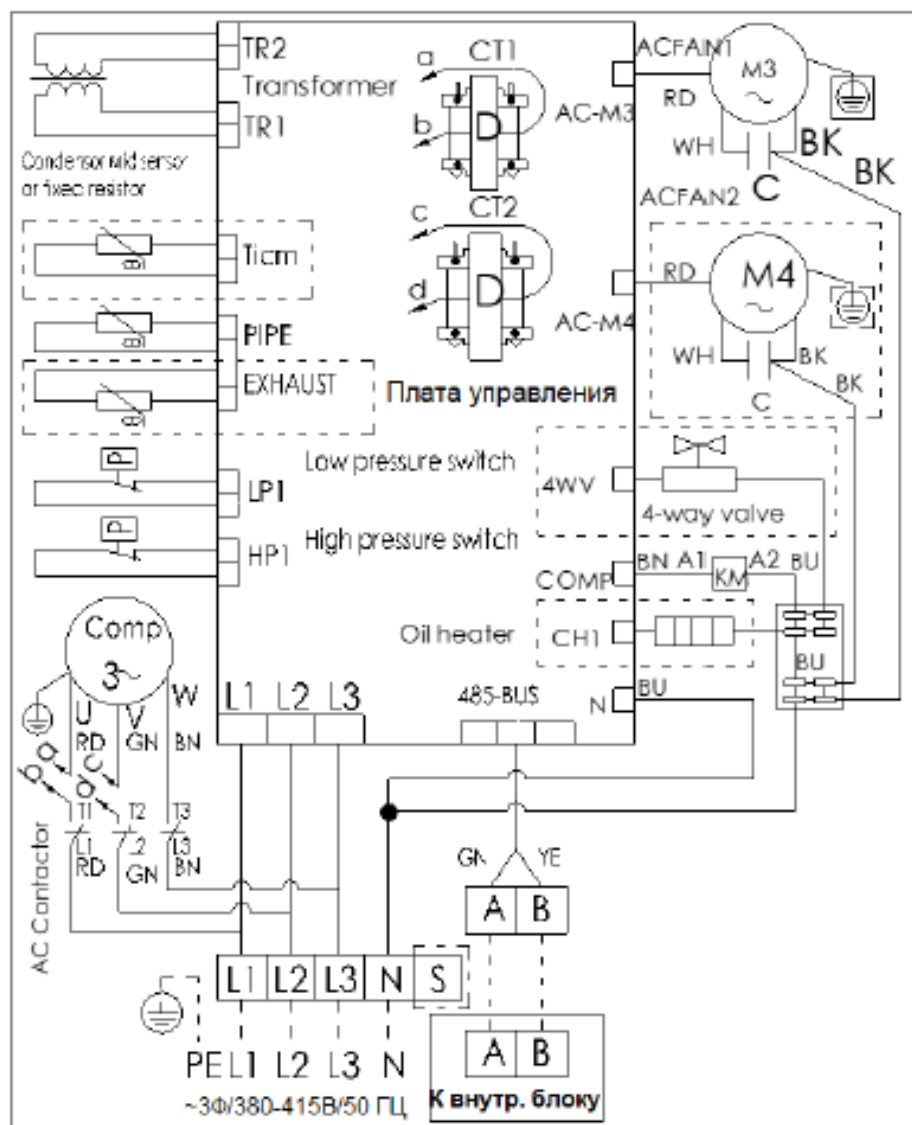 TR2
Transformer
TR1
Condensor mid sensor
or fixed resistor
Ticm
PIPE
EXHAUST
Low pressure switch
LP1
High pressure switch
HP1
P
P
CT1
a
b
D
CT2
c
d
D
Плата управления
ACFAN1
M3
AC-M3
RD
WH
BK
C
BK
ACFAN2
RD
M4
AC-M4
WH
BK
C
BK
4WV
4-way valve
COMP
BN
A1
KM
A2
BU
Oil heater
CH1
BU
N
BU
485-BUS
L1
L2
L3
Comp
3~
U
V
W
RD
GN
BN
b
a
d
c
T1
T2
T3
L1
L2
L3
RD
GN
BN
AC Contactor
GN
YE
A
B
L1
L2
L3
N
S
PE
L1
L2
L3
N
A
B
К внутр. блоку
~3Ф/380-415В/50 ГЦ